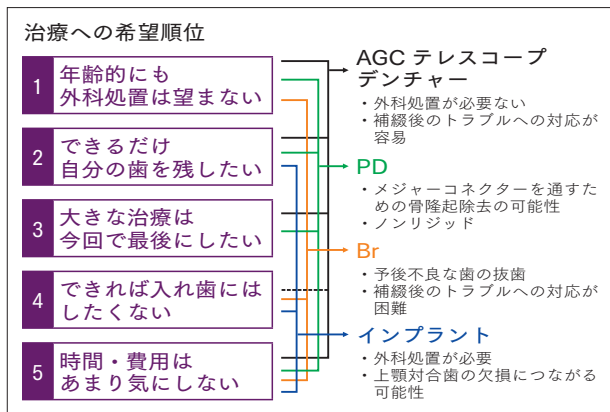 治療への希望順位
1
年齢的にも
外科処置は望まない
2
できるだけ
自分の歯を残したい
3
大きな治療は
今回で最後にしたい
4
できれば入れ歯には
したくない
5
時間・費用は
あまり気にしない
AGC テレスコープ
デンチャー
・外科処置が必要ない
・補綴後のトラブルへの対応が
容易
PD
・メジャーコネクターを通すた
めの骨隆起除去の可能性
・ノンリジッド
Br
・予後不良な歯の抜歯
・補綴後のトラブルへの対応が
困難
インプラント
・外科処置が必要
・上顎対合歯の欠損につながる
可能性